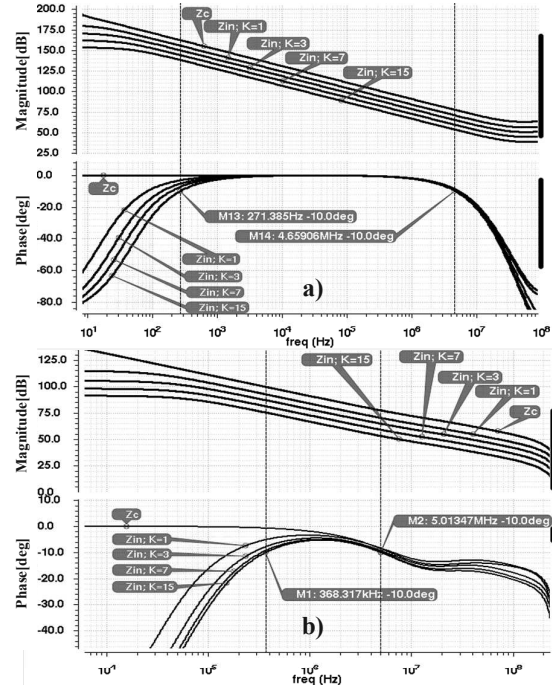 200.0
175.0
150.0
125.0
100.0
75.0
50.0
25.0
Magnitude[dB]
Zc
Zin; K=1
Zin; K=3
Zin; K=7
Zin; K=15
0.0
-20.0
-40.0
-60.0
-80.0
Phase[deg]
Zc
M13: 271.385Hz -10.0deg
M14: 4.65906MHz -10.0deg
Zin; K=1
Zin; K=3
Zin; K=7
Zin; K=15
a)
10¹ 10² 10³ 10⁴ 10⁵ 10⁶ 10⁷ 10⁸
freq (Hz)
125.0
100.0
75.0
50.0
25.0
0.0
Magnitude[dB]
Zin; K=15
Zin; K=7
Zin; K=3
Zin; K=1
Zc
10.0
0.0
-10.0
-20.0
-30.0
-40.0
Phase[deg]
Zc
M2: 5.01347MHz -10.0deg
Zin; K=1
Zin; K=3
Zin; K=7
Zin; K=15
M1: 368.317kHz -10.0deg
b)
10⁴ 10⁵ 10⁶ 10⁷ 10⁸
freq (Hz)